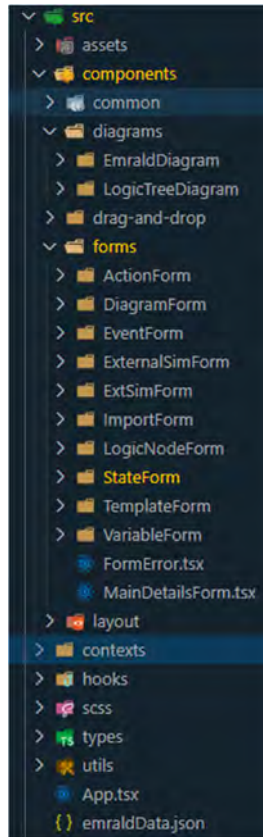 src
assets
components
common
diagrams
EmraldDiagram
LogicTreeDiagram
drag-and-drop
forms
ActionForm
DiagramForm
EventForm
ExternalSimForm
ExtSimForm
ImportForm
LogicNodeForm
StateForm
TemplateForm
VariableForm
FormError.tsx
MainDetailsForm.tsx
layout
contexts
hooks
scss
TS types
utils
App.tsx
{} emraldData.json